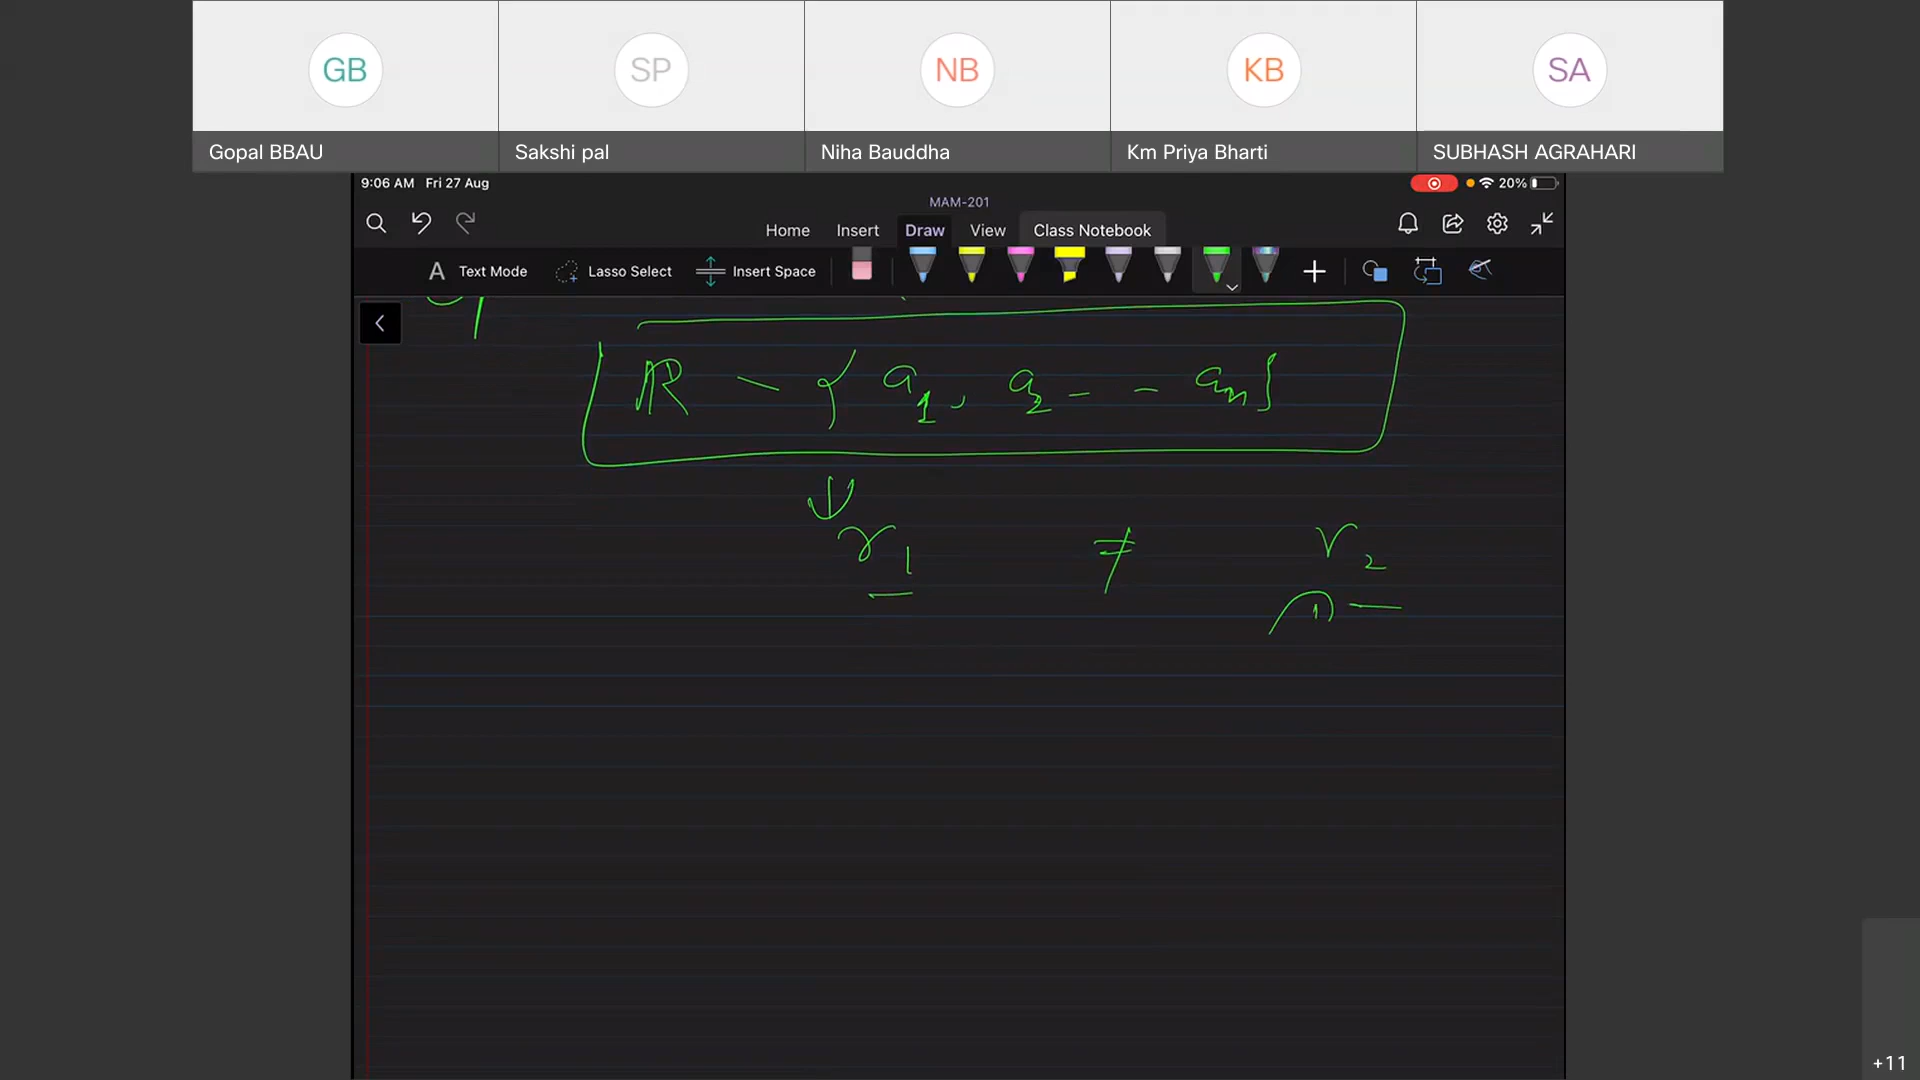 GB SP NB KB SA
Gopal BBAU Sakshi pal Niha Bauddha Km Priya Bharti SUBHASH AGRAHARI
9:06 AM Fri 27 Aug 20%
MAM-201
Home Insert Draw View Class Notebook
A Text Mode Lasso Select Insert Space
ℝ - { a₁, a₂ - - aₙ}
↓
r₁ ≠ r₂
+11